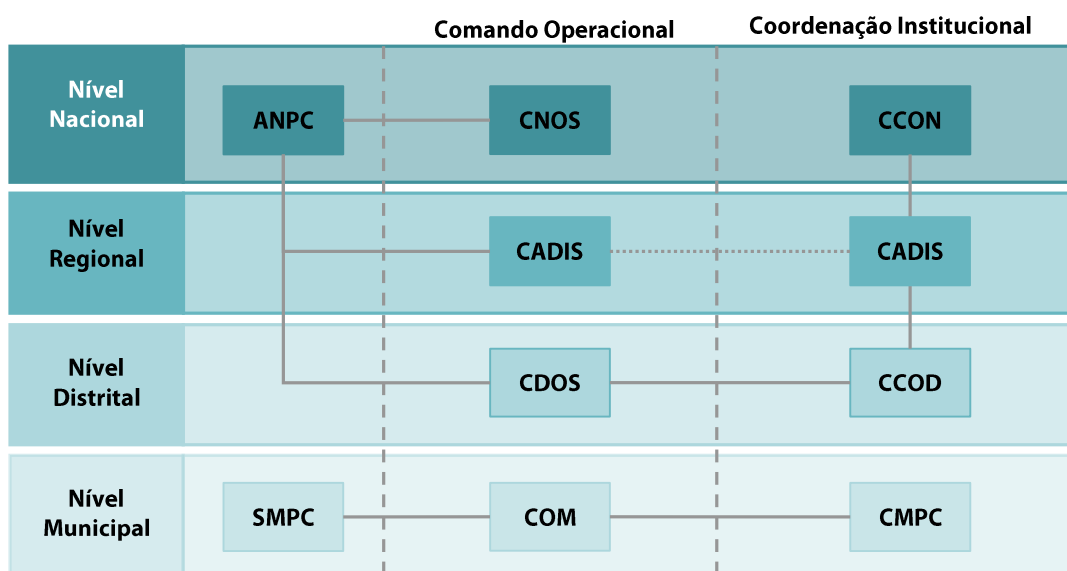 Comando Operacional
Coordenação Institucional
Nível
Nacional
ANPC
CNOS
CCON
Nível
Regional
CADIS
CADIS
Nível
Distrital
CDOS
CCOD
Nível
Municipal
SMPC
COM
CMPC